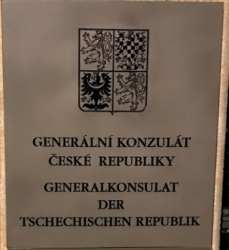 GENERÁLNÍ KONZULÁT
ČESKÉ REPUBLIKY
GENERALKONSULAT
DER
TSCHECHISCHEN REPUBLIK